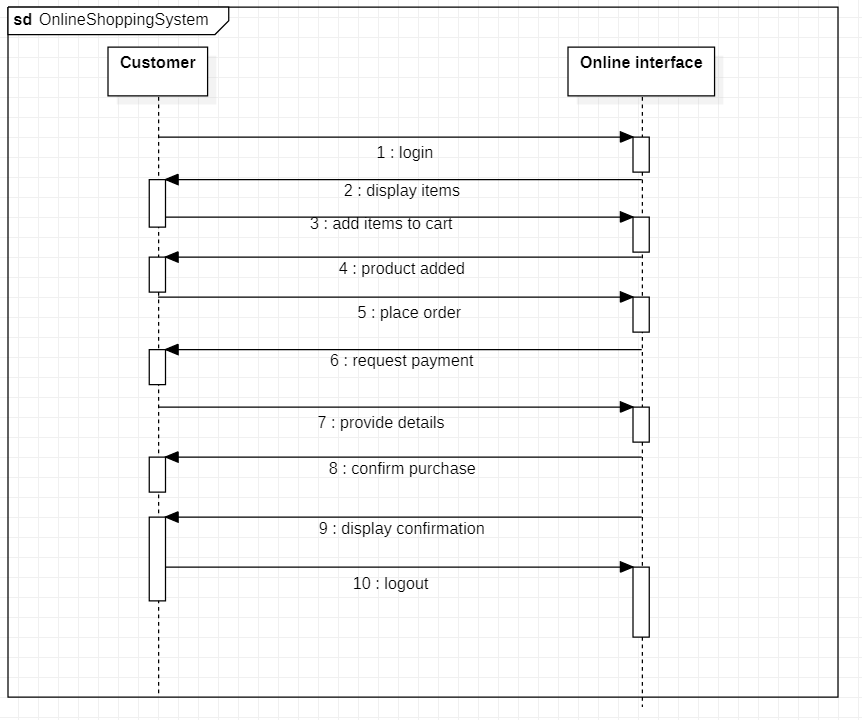 sd OnlineShoppingSystem
Customer
Online interface
1 : login
2 : display items
3 : add items to cart
4 : product added
5 : place order
6 : request payment
7 : provide details
8 : confirm purchase
9 : display confirmation
10 : logout